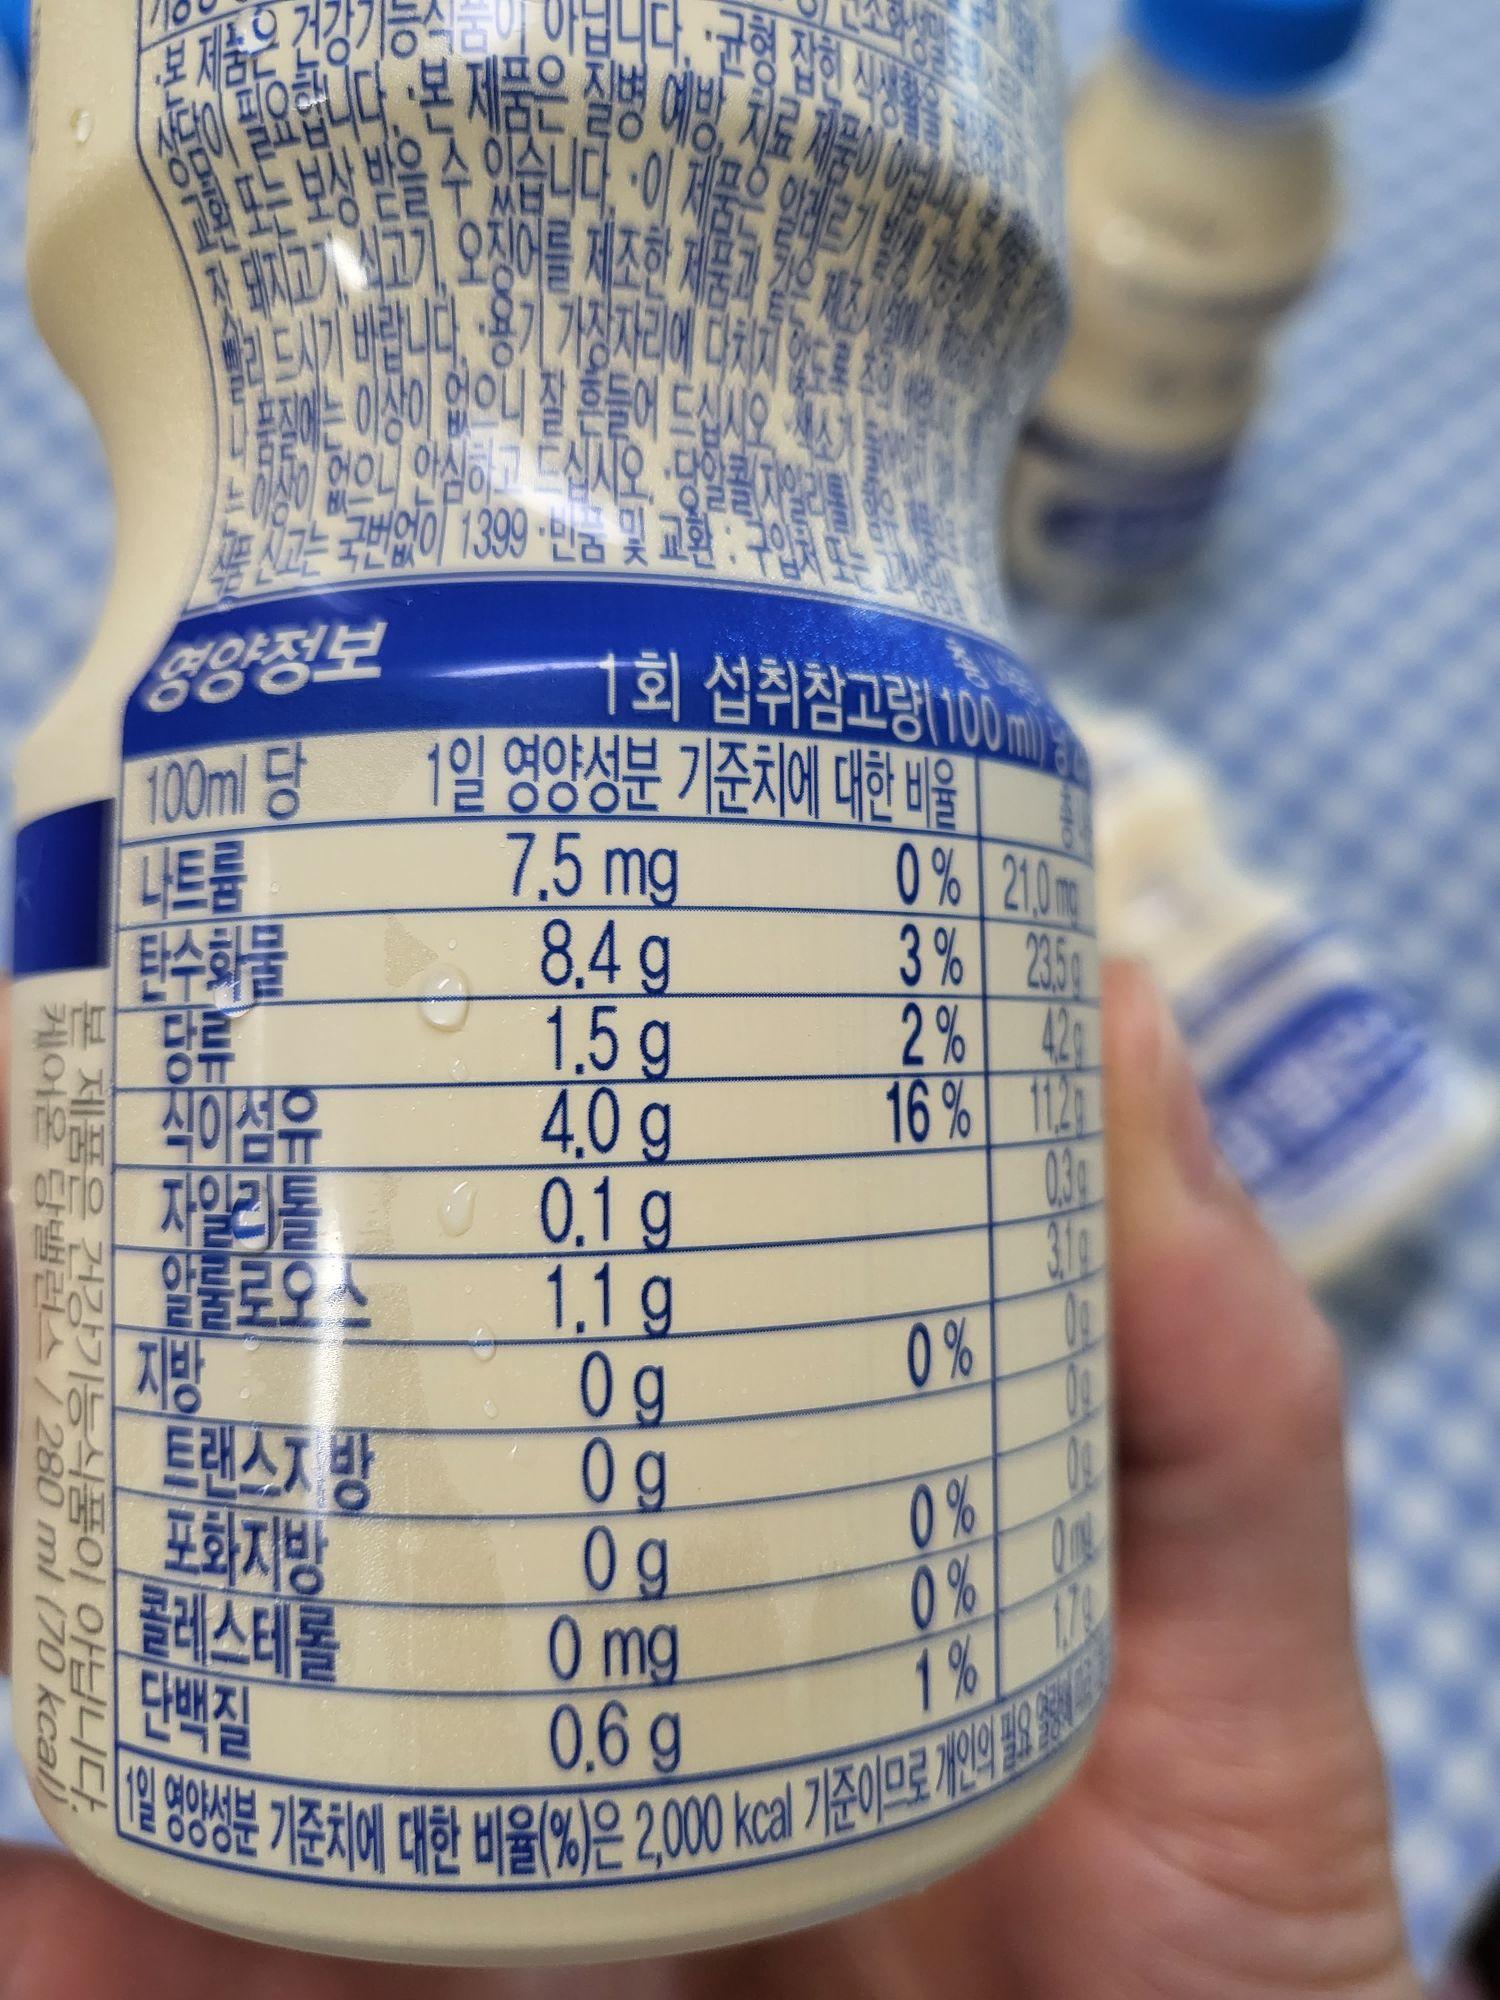 본 제품은 건강기능식품이 아닙니다. ·균형 잡힌 식생활을
상담이 필요합니다. ·본 제품은 질병 예방, 치료 제품이
교환 또는 보상 받을 수 있습니다. ·이 제품은 알레르기
돼지고기, 쇠고기, 오징어를 제조한 제품과 같은 제조
빨리 드시기 바랍니다. ·용기 가장자리에 다치지 않도록
품질에는 이상이 없으니 잘 흔들어 드십시오. ·색소
이상이 없으니 안심하고 드십시오. ·당알콜(자일리톨)
신고는 국번없이 1399 ·반품 및 교환 : 구입처 또는
영양정보
1회 섭취참고량(100 ml)
100ml 당 1일 영양성분 기준치에 대한 비율
나트륨 7.5 mg 0 % 21.0 mg
탄수화물 8.4 g 3 % 23.5 g
당류 1.5 g 2 % 4.2 g
식이섬유 4.0 g 16 % 11.2 g
자일리톨 0.1 g 0.3 g
알룰로오스 1.1 g 3.1 g
지방 0 g 0 % 0 g
트랜스지방 0 g 0 g
포화지방 0 g 0 % 0 g
콜레스테롤 0 mg 0 % 0 mg
단백질 0.6 g 1 % 1.7 g
1일 영양성분 기준치에 대한 비율(%)은 2,000 kcal 기준이므로 개인의 필요 열량에
본 제품은 건강기능식품이 아닙니다.
케어온 당밸런스 / 280 ml (70 kcal)